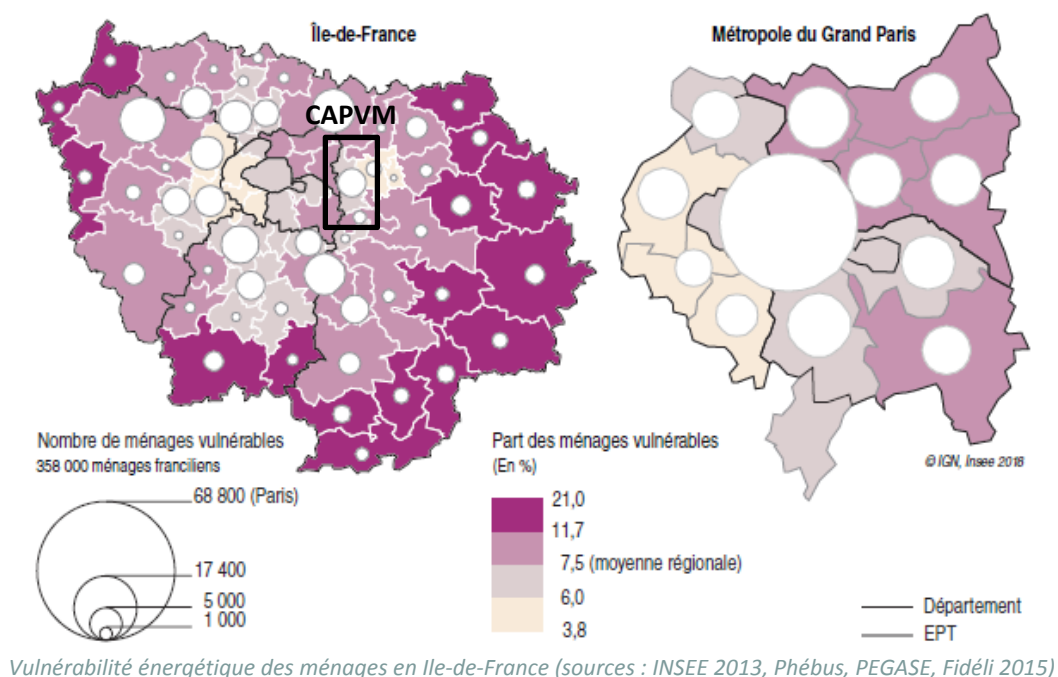 Île-de-France
Métropole du Grand Paris
CAPVM
Nombre de ménages vulnérables
358 000 ménages franciliens
68 800 (Paris)
17 400
5 000
1 000
Part des ménages vulnérables
(En %)
21,0
11,7
7,5 (moyenne régionale)
6,0
3,8
© IGN, Insee 2016
Département
EPT
Vulnérabilité énergétique des ménages en Ile-de-France (sources : INSEE 2013, Phébus, PEGASE, Fidéli 2015)